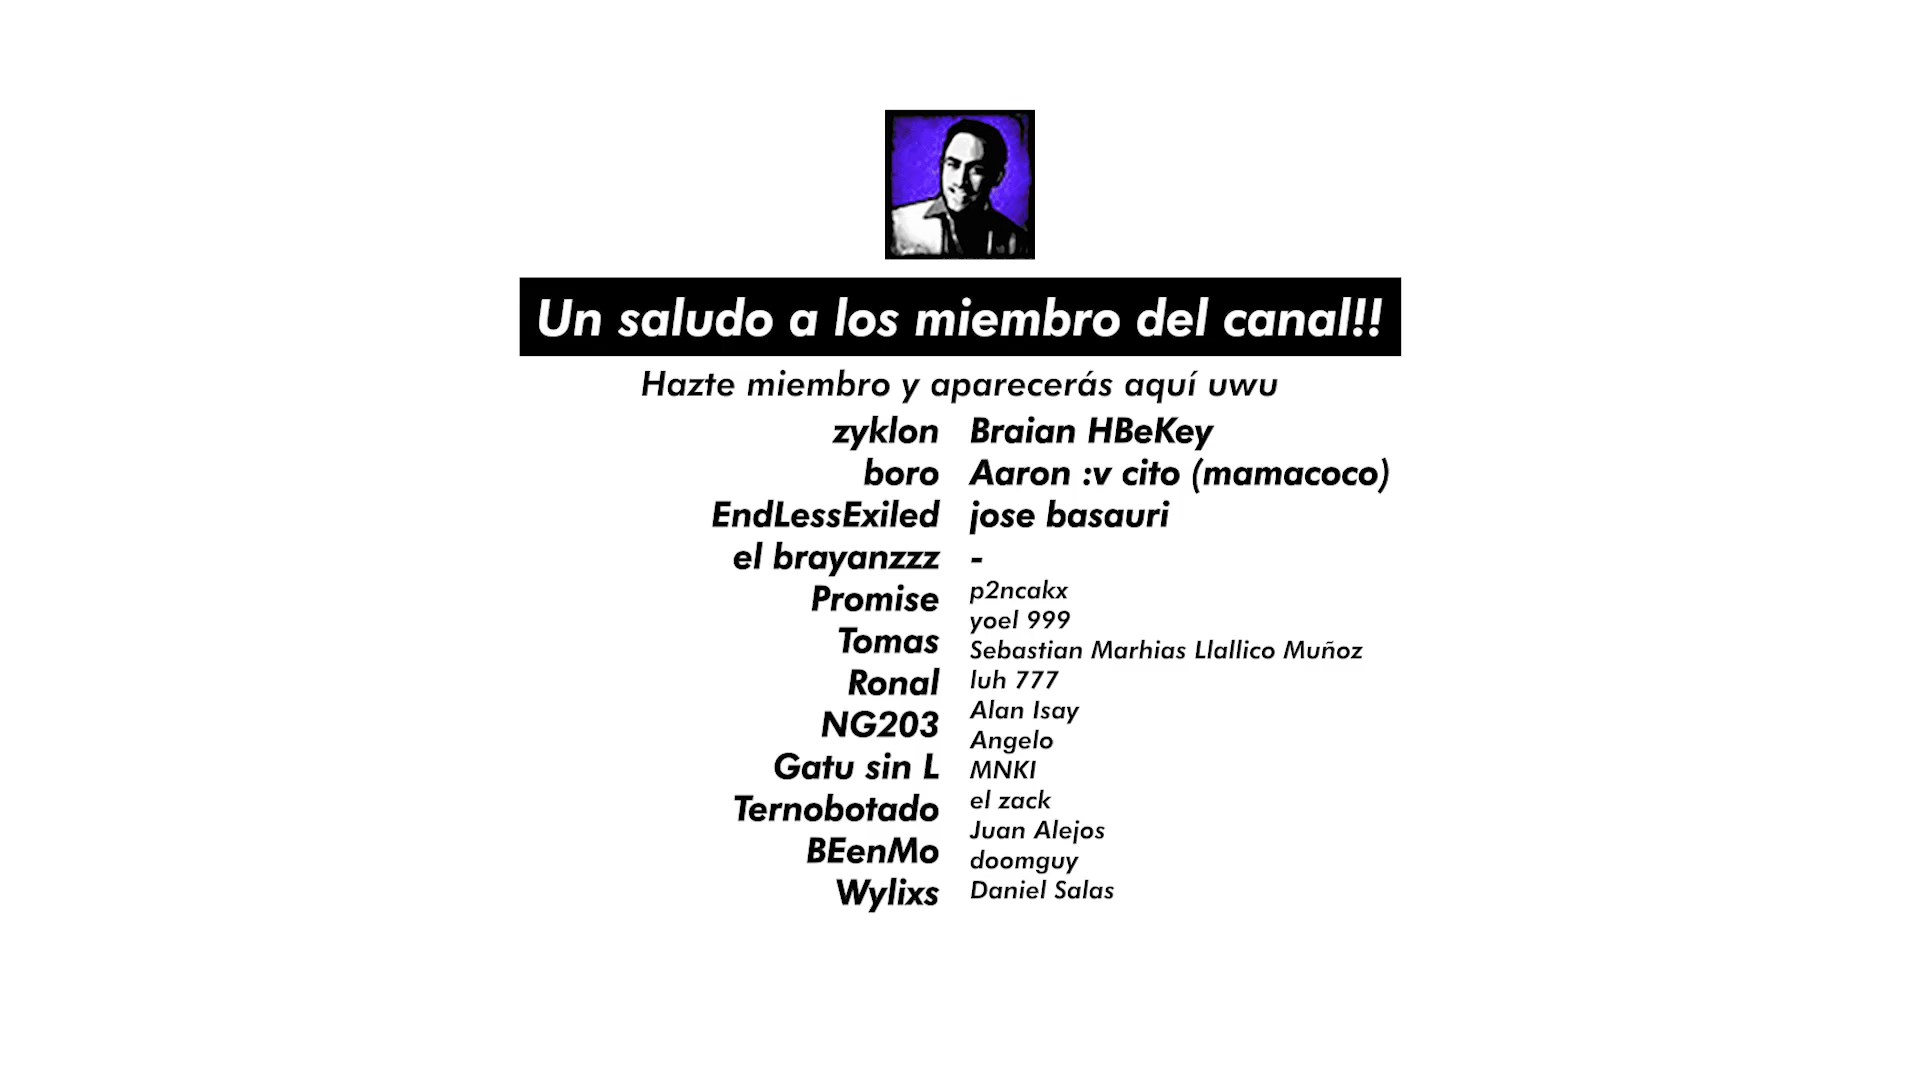 Un saludo a los miembro del canal!!
Hazte miembro y aparecerás aquí uwu
zyklon
boro
EndLessExiled
el brayanzzz
Promise
Tomas
Ronal
NG203
Gatu sin L
Ternobotado
BEenMo
Wylixs
Braian HBeKey
Aaron :v cito (mamacoco)
jose basauri
-
p2ncakx
yoel 999
Sebastian Marhias Llallico Muñoz
luh 777
Alan Isay
Angelo
MNKI
el zack
Juan Alejos
doomguy
Daniel Salas